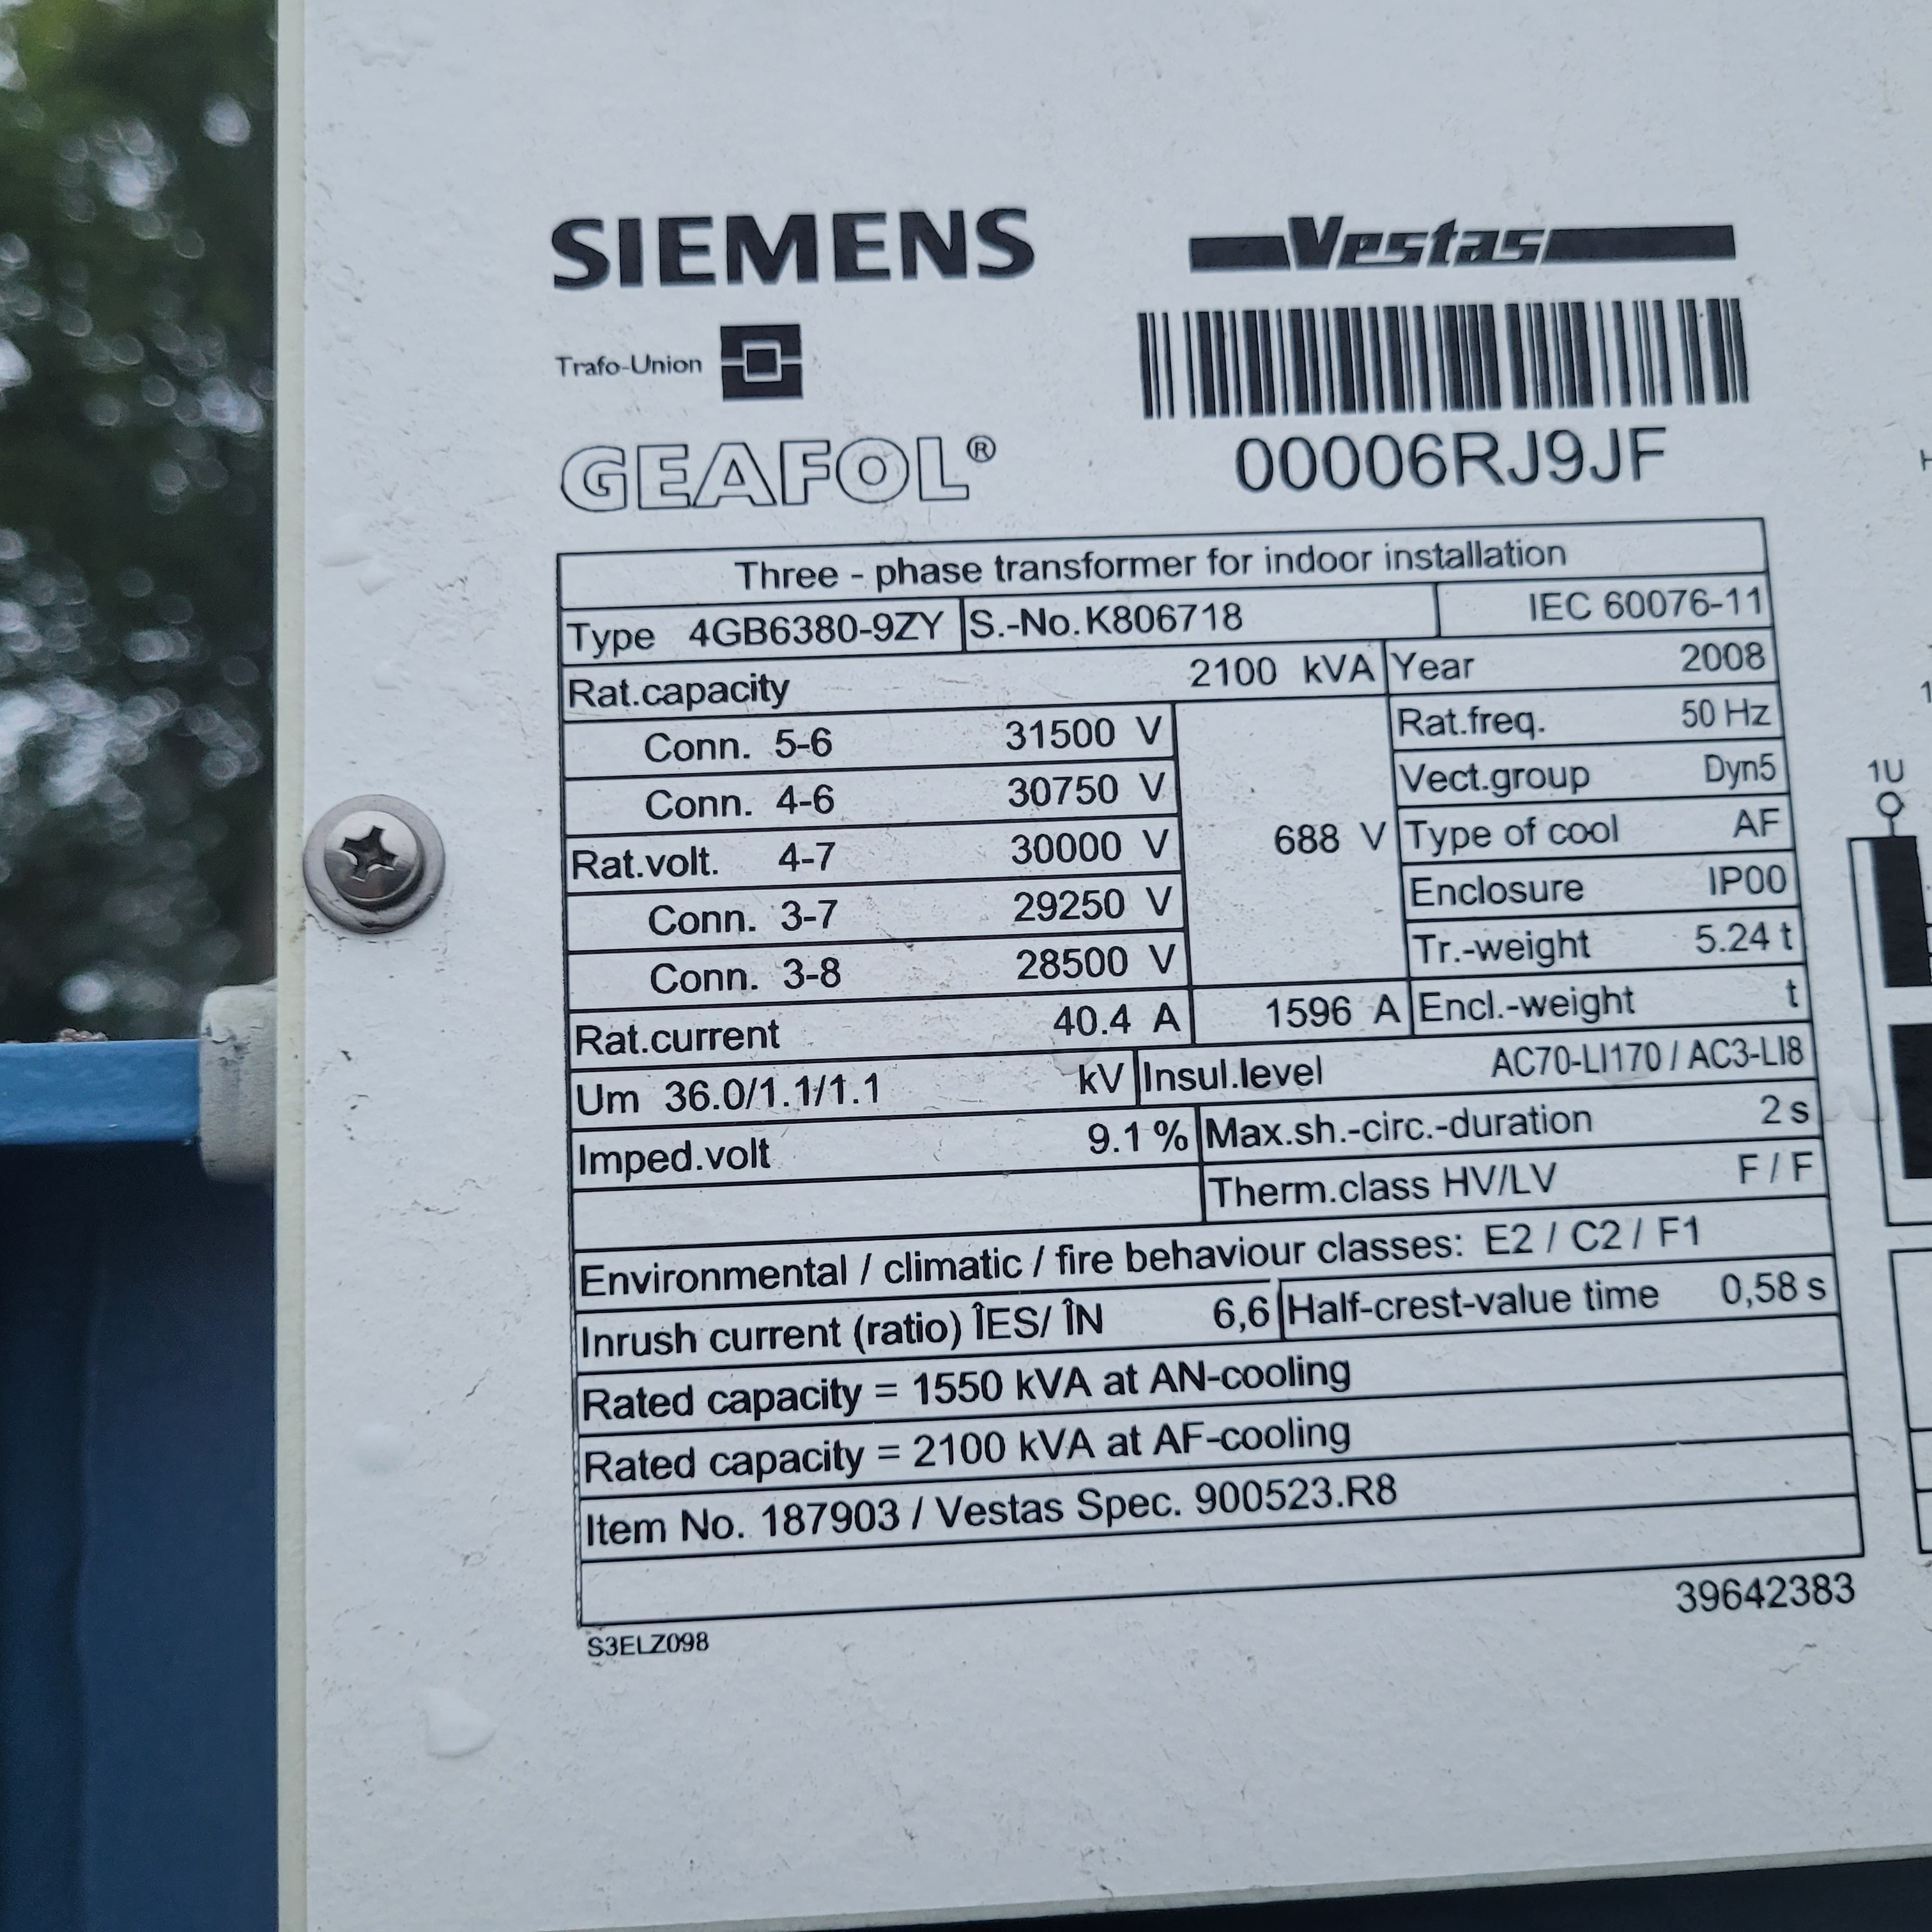 SIEMENS
Vestas
Trafo-Union
GEAFOL®
00006RJ9JF
Three - phase transformer for indoor installation
Type 4GB6380-9ZY S.-No. K806718 IEC 60076-11
Rat.capacity 2100 kVA Year 2008
Conn. 5-6 31500 V Rat.freq. 50 Hz
Conn. 4-6 30750 V Vect.group Dyn5
Rat.volt. 4-7 30000 V 688 V Type of cool AF
Conn. 3-7 29250 V Enclosure IP00
Conn. 3-8 28500 V Tr.-weight 5.24 t
Rat.current 40.4 A 1596 A Encl.-weight t
Um 36.0/1.1/1.1 kV Insul.level AC70-LI170 / AC3-LI8
Imped.volt 9.1 % Max.sh.-circ.-duration 2 s
Therm.class HV/LV F / F
Environmental / climatic / fire behaviour classes: E2 / C2 / F1
Inrush current (ratio) ÎES/ ÎN 6,6 Half-crest-value time 0,58 s
Rated capacity = 1550 kVA at AN-cooling
Rated capacity = 2100 kVA at AF-cooling
Item No. 187903 / Vestas Spec. 900523.R8
39642383
S3ELZ098
1U